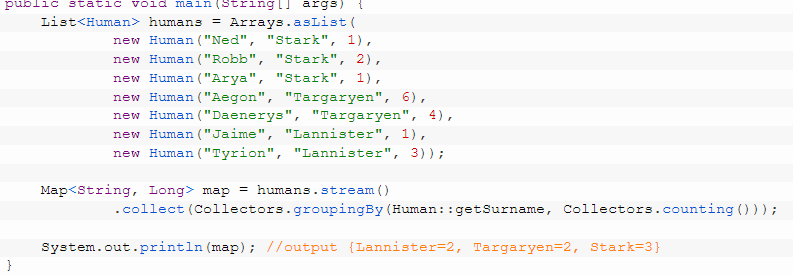 public static void main(String[] args) {
    List<Human> humans = Arrays.asList(
            new Human("Ned", "Stark", 1),
            new Human("Robb", "Stark", 2),
            new Human("Arya", "Stark", 1),
            new Human("Aegon", "Targaryen", 6),
            new Human("Daenerys", "Targaryen", 4),
            new Human("Jaime", "Lannister", 1),
            new Human("Tyrion", "Lannister", 3));

    Map<String, Long> map = humans.stream()
            .collect(Collectors.groupingBy(Human::getSurname, Collectors.counting()));

    System.out.println(map); //output {Lannister=2, Targaryen=2, Stark=3}
}